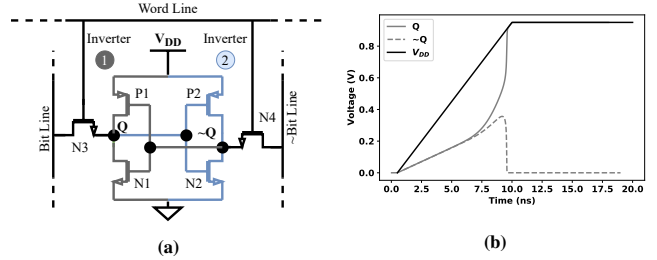 Word Line
Inverter
V_DD
Inverter
1
2
P1
P2
Bit Line
Q
~Q
N4
~Bit Line
N3
N1
N2
(a)
Q
~Q
V_DD
Voltage (V)
0.8
0.6
0.4
0.2
0.0
0.0 2.5 5.0 7.5 10.0 12.5 15.0 17.5 20.0
Time (ns)
(b)